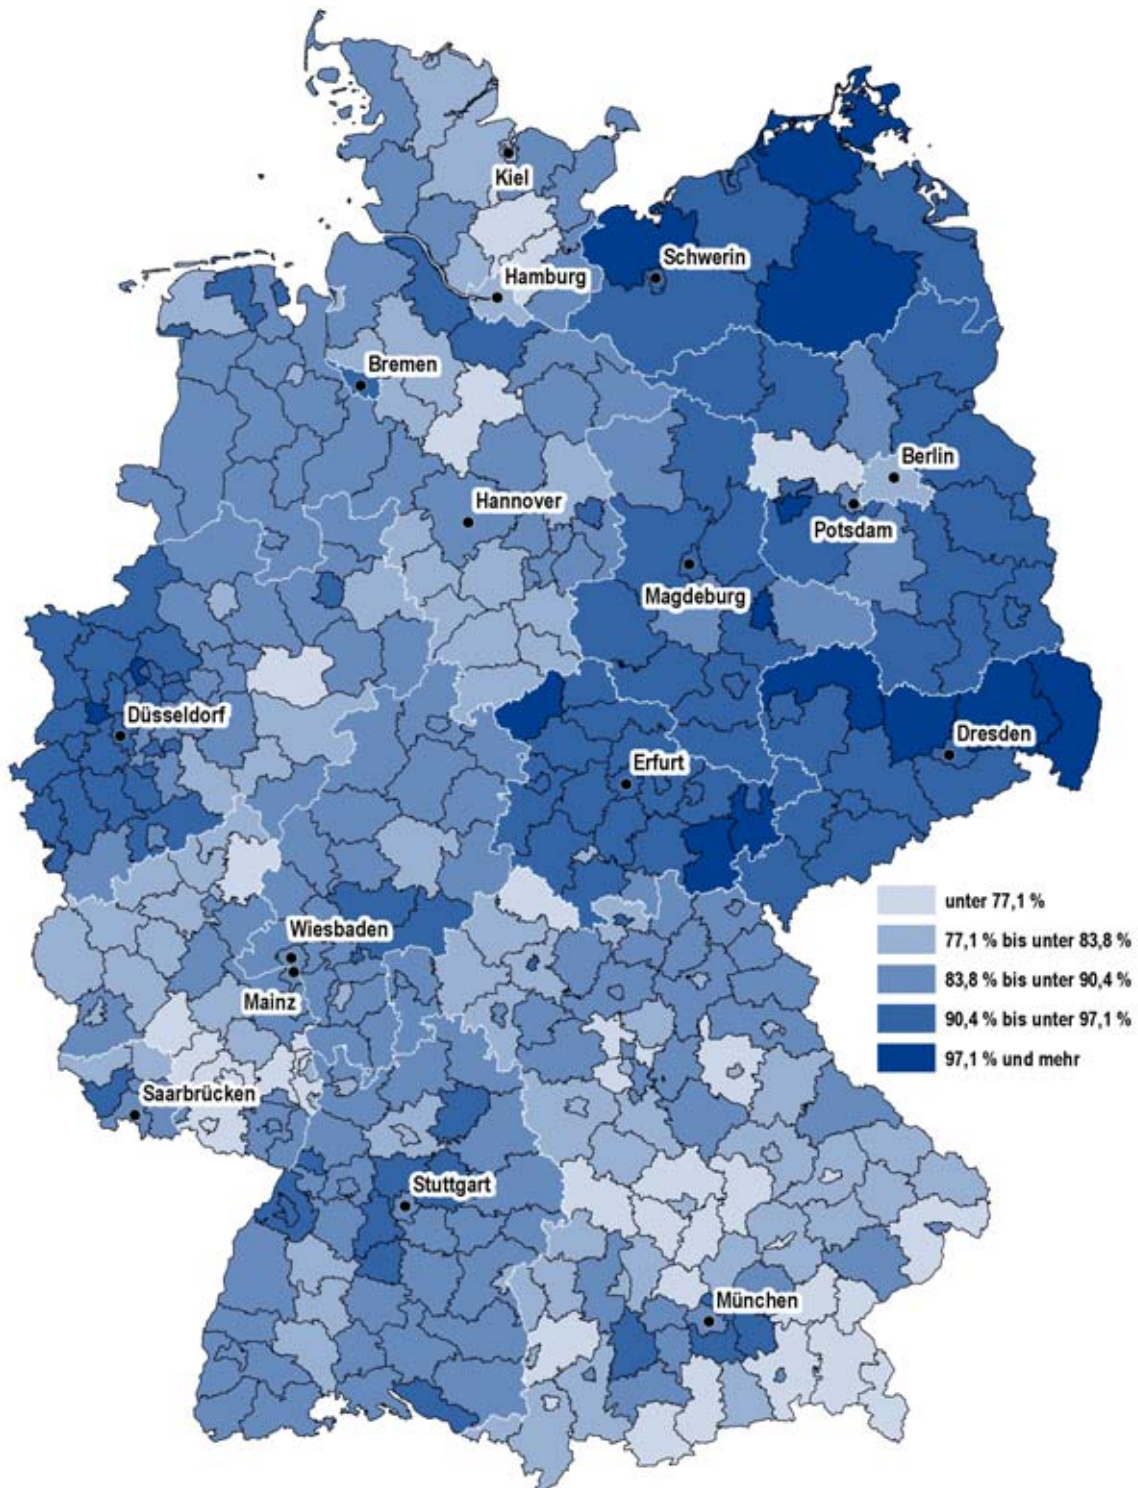 Kiel
Schwerin
Hamburg
Bremen
Berlin
Hannover
Potsdam
Magdeburg
Düsseldorf
Dresden
Erfurt
unter 77,1 %
77,1 % bis unter 83,8 %
83,8 % bis unter 90,4 %
90,4 % bis unter 97,1 %
97,1 % und mehr
Wiesbaden
Mainz
Saarbrücken
Stuttgart
München